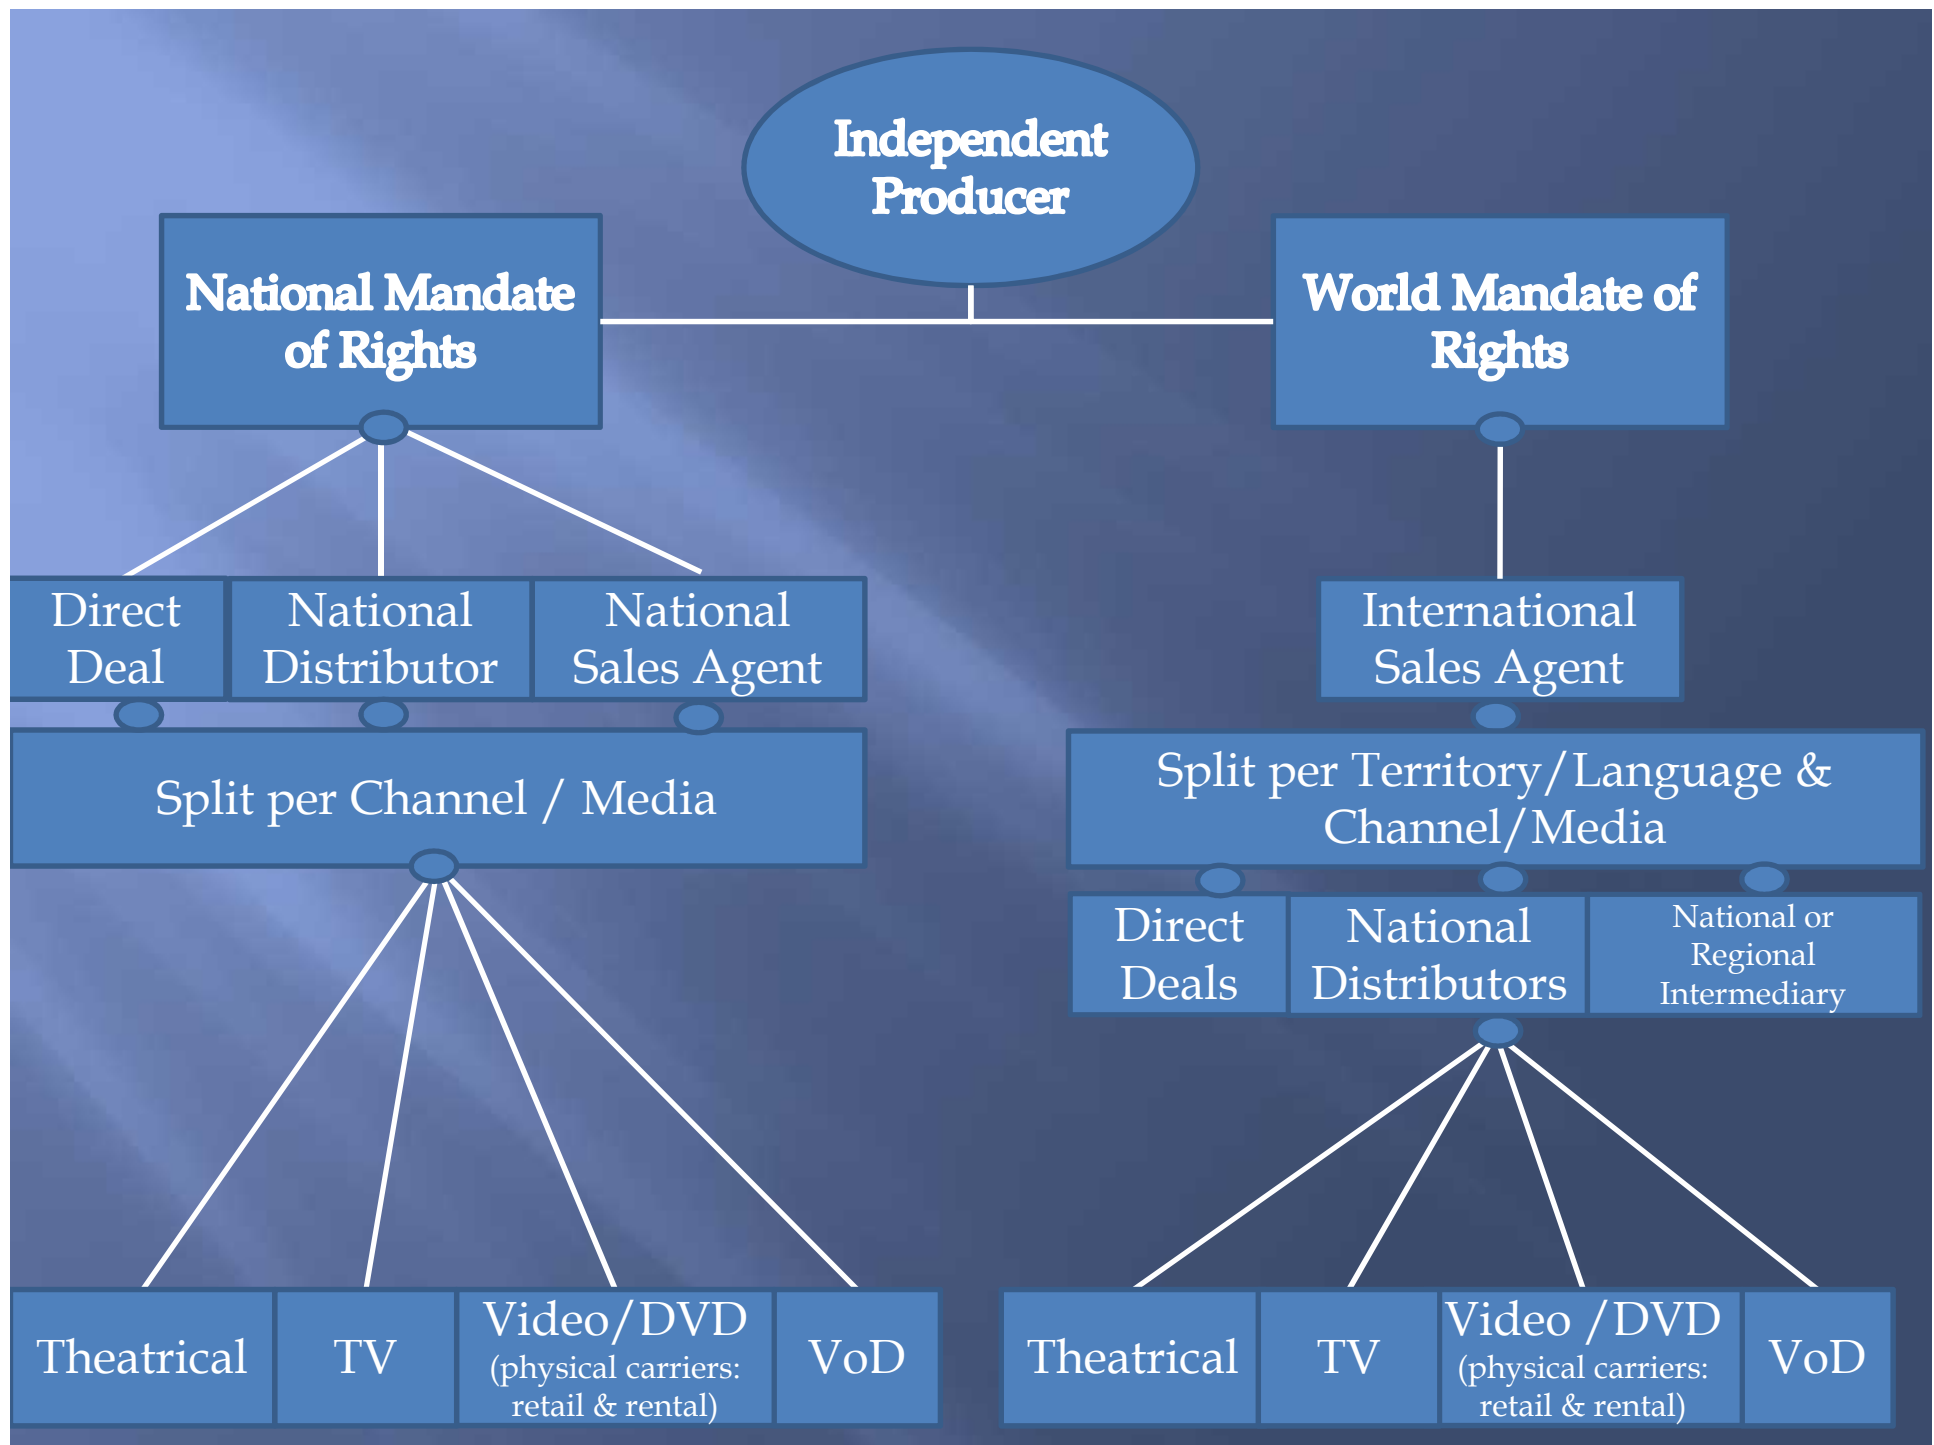 Independent
Producer
National Mandate
of Rights
World Mandate of
Rights
Direct
Deal
National
Distributor
National
Sales Agent
International
Sales Agent
Split per Channel / Media
Split per Territory/Language &
Channel/Media
Direct
Deals
National
Distributors
National or
Regional
Intermediary
Theatrical
TV
Video/DVD
(physical carriers:
retail & rental)
VoD
Theatrical
TV
Video /DVD
(physical carriers:
retail & rental)
VoD